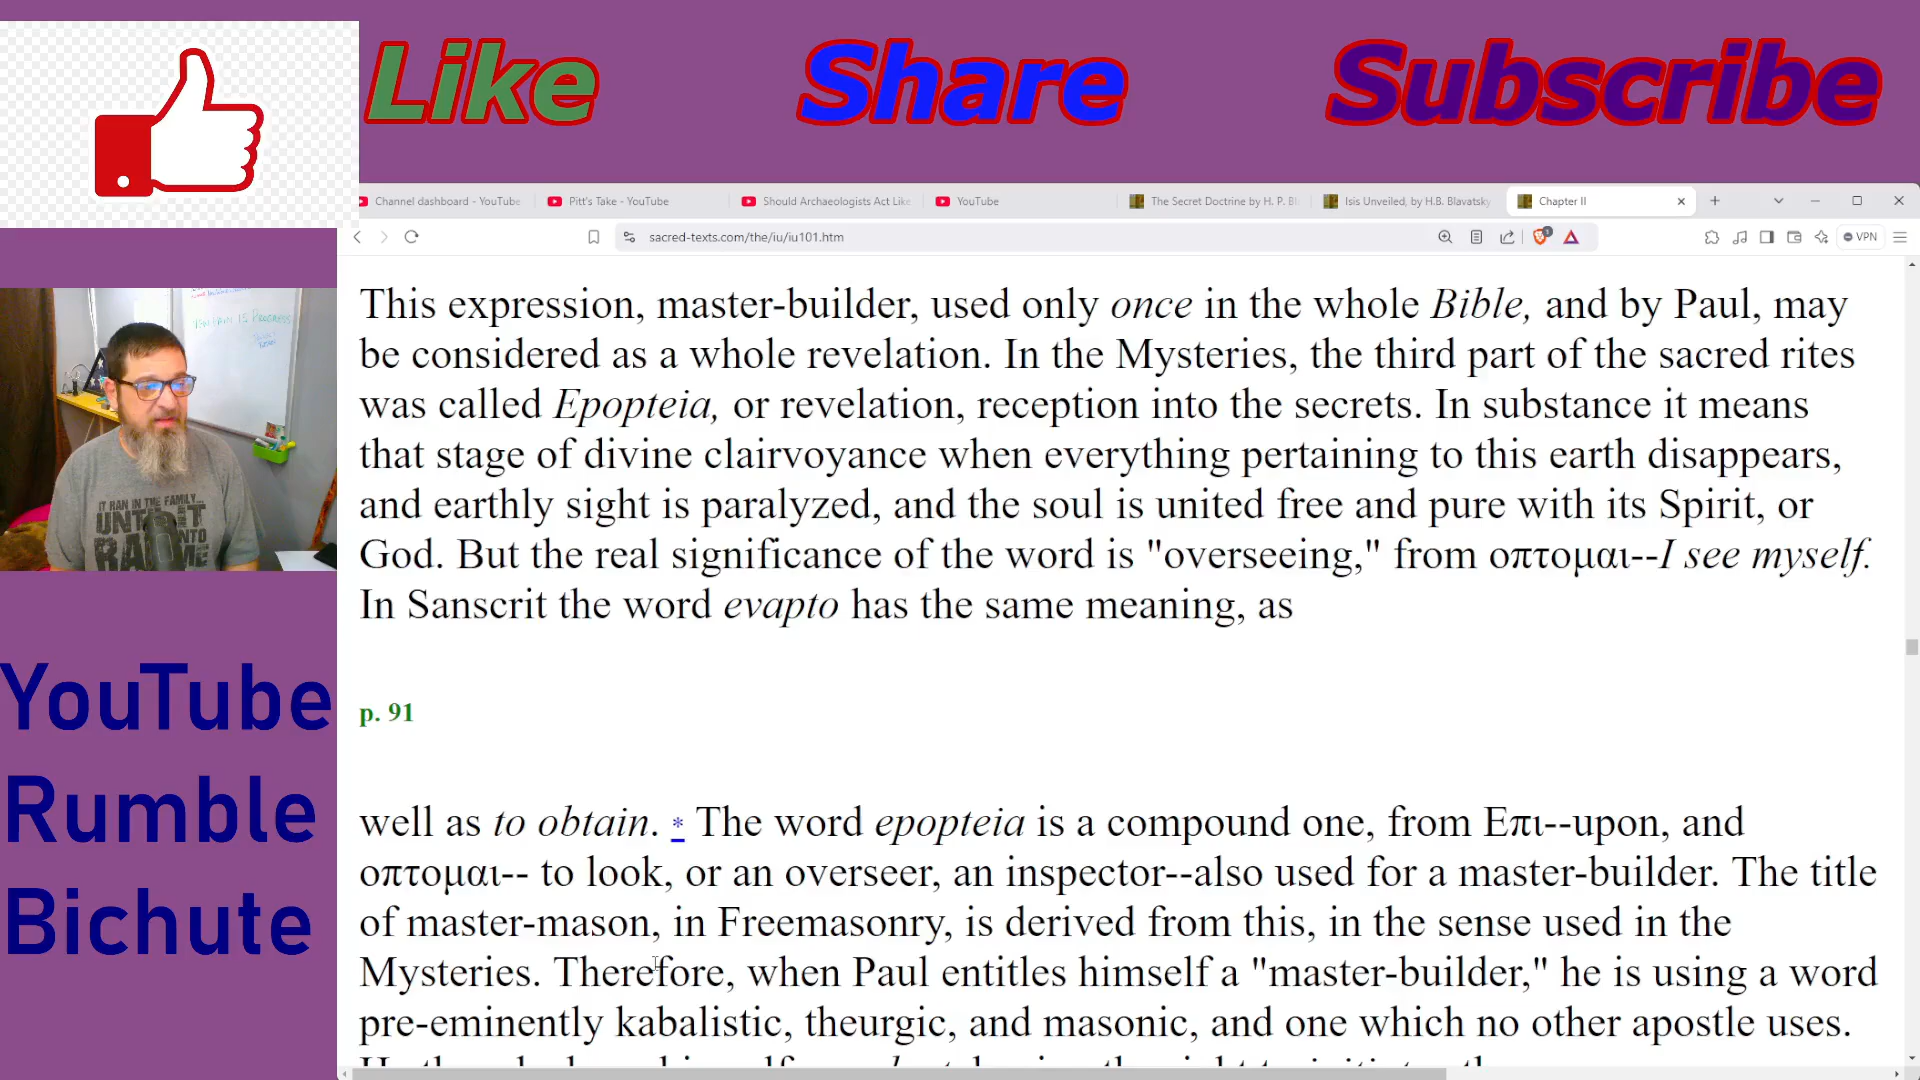 Like Share Subscribe
Channel dashboard - YouTube
Pitt's Take - YouTube
Should Archaeologists Act Like
YouTube
The Secret Doctrine by H. P. Bl
Isis Unveiled, by H.B. Blavatsky
Chapter II
sacred-texts.com/the/iu/iu101.htm
VPN
This expression, master-builder, used only once in the whole Bible, and by Paul, may
be considered as a whole revelation. In the Mysteries, the third part of the sacred rites
was called Epopteia, or revelation, reception into the secrets. In substance it means
that stage of divine clairvoyance when everything pertaining to this earth disappears,
and earthly sight is paralyzed, and the soul is united free and pure with its Spirit, or
God. But the real significance of the word is "overseeing," from οπτομαι--I see myself.
In Sanscrit the word evapto has the same meaning, as
p. 91
well as to obtain. * The word epopteia is a compound one, from Επι--upon, and
οπτομαι-- to look, or an overseer, an inspector--also used for a master-builder. The title
of master-mason, in Freemasonry, is derived from this, in the sense used in the
Mysteries. Therefore, when Paul entitles himself a "master-builder," he is using a word
pre-eminently kabalistic, theurgic, and masonic, and one which no other apostle uses.
IT RAN IN THE FAMILY...
UNTIL IT
RAN INTO
ME
YouTube
Rumble
Bichute